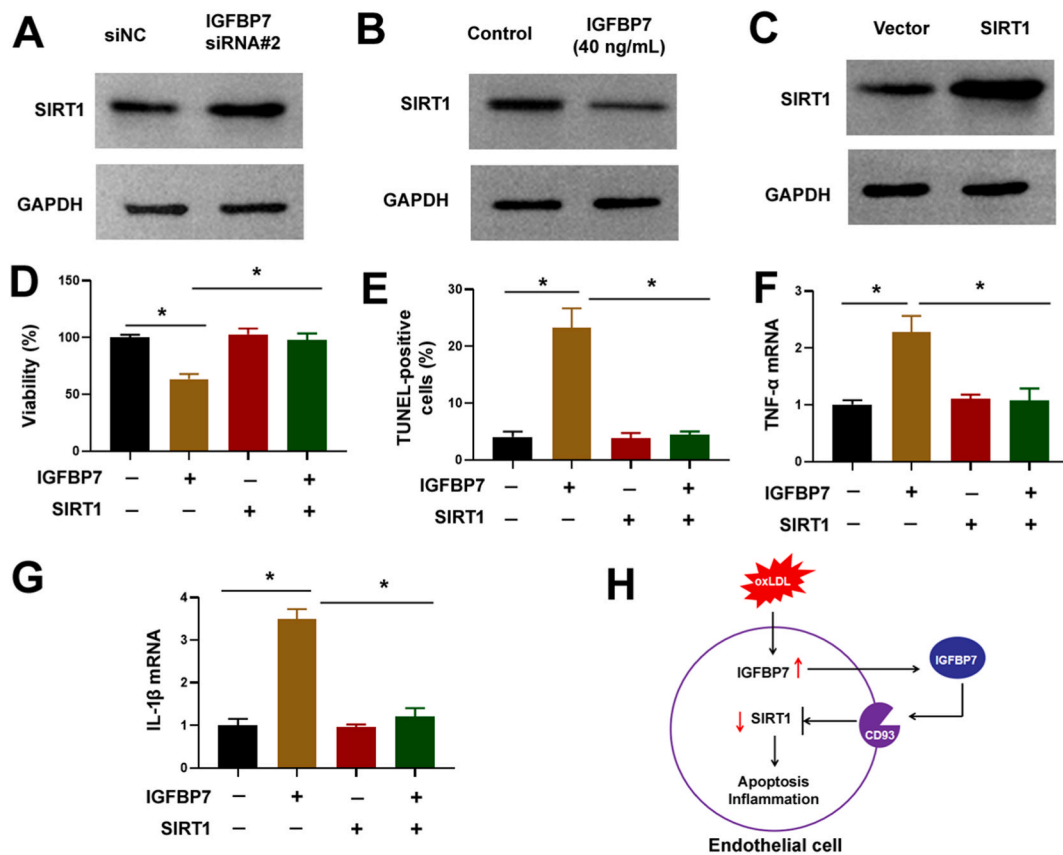 A
siNC
IGFBP7
siRNA#2
SIRT1
GAPDH
B
Control
IGFBP7
(40 ng/mL)
SIRT1
GAPDH
C
Vector
SIRT1
SIRT1
GAPDH
D
Viability (%)
150
100
50
0
*
*
IGFBP7
− + − +
SIRT1
− − + +
E
TUNEL-positive
cells (%)
30
20
10
0
*
*
IGFBP7
− + − +
SIRT1
− − + +
F
TNF-α mRNA
3
2
1
0
*
*
IGFBP7
− + − +
SIRT1
− − + +
G
IL-1β mRNA
4
3
2
1
0
*
*
IGFBP7
− + − +
SIRT1
− − + +
H
oxLDL
IGFBP7
IGFBP7
SIRT1
CD93
Apoptosis
Inflammation
Endothelial cell